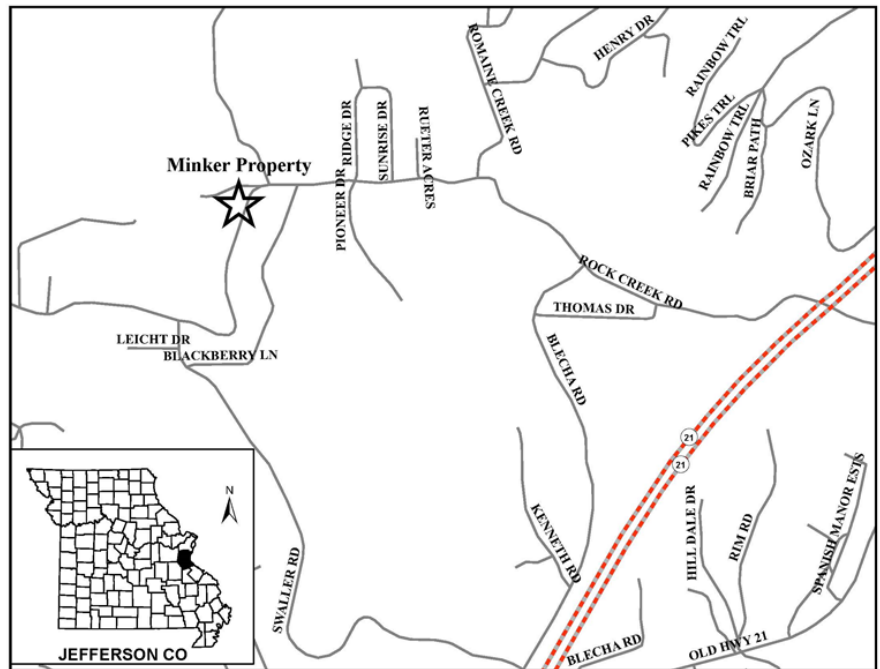 HENRY DR
ROMAINE CREEK RD
RAINBOW TRL
PIKES TRL
RAINBOW TRL
BRIAR PATH
OZARK LN
Minker Property
PIONEER DR
RIDGE DR
SUNRISE DR
RUETER ACRES
ROCK CREEK RD
THOMAS DR
LEICHT DR
BLACKBERRY LN
BLECHA RD
21
21
KENNETH RD
HILL DALE DR
RIM RD
SPANISH MANOR ESTS
SWALLER RD
N
JEFFERSON CO
BLECHA RD
OLD HWY 21